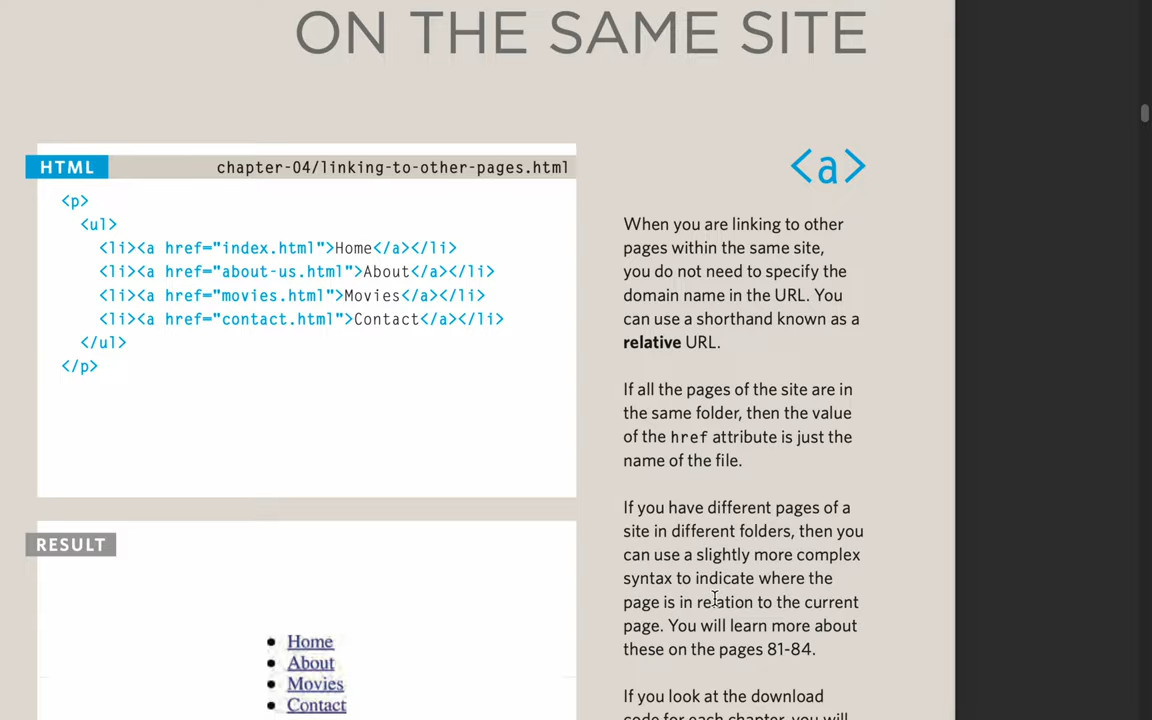 ON THE SAME SITE
HTML
chapter-04/linking-to-other-pages.html
<p>
<ul>
<li><a href="index.html">Home</a></li>
<li><a href="about-us.html">About</a></li>
<li><a href="movies.html">Movies</a></li>
<li><a href="contact.html">Contact</a></li>
</ul>
</p>
RESULT
Home
About
Movies
Contact
<a>
When you are linking to other
pages within the same site,
you do not need to specify the
domain name in the URL. You
can use a shorthand known as a
relative URL.
If all the pages of the site are in
the same folder, then the value
of the href attribute is just the
name of the file.
If you have different pages of a
site in different folders, then you
can use a slightly more complex
syntax to indicate where the
page is in relation to the current
page. You will learn more about
these on the pages 81-84.
If you look at the download
code for each chapter, you will